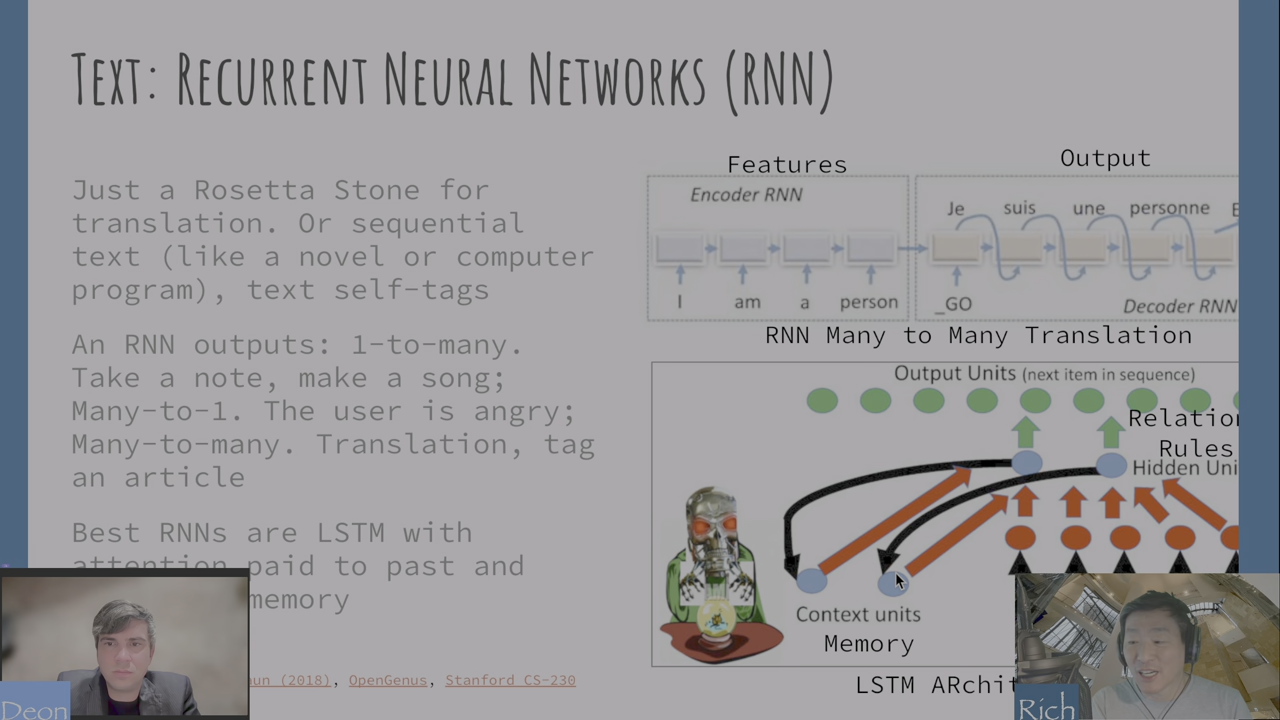 Text: Recurrent Neural Networks (RNN)
Just a Rosetta Stone for
translation. Or sequential
text (like a novel or computer
program), text self-tags
An RNN outputs: 1-to-many.
Take a note, make a song;
Many-to-1. The user is angry;
Many-to-many. Translation, tag
an article
Best RNNs are LSTM with
attention paid to past and
memory
(2018), OpenGenus, Stanford CS-230
Features
Output
Encoder RNN
Je suis une personne E
I am a person
_GO
Decoder RNN
RNN Many to Many Translation
Output Units (next item in sequence)
Relation
Rules
Hidden Uni
Context units
Memory
LSTM ARchit
Deon
Rich